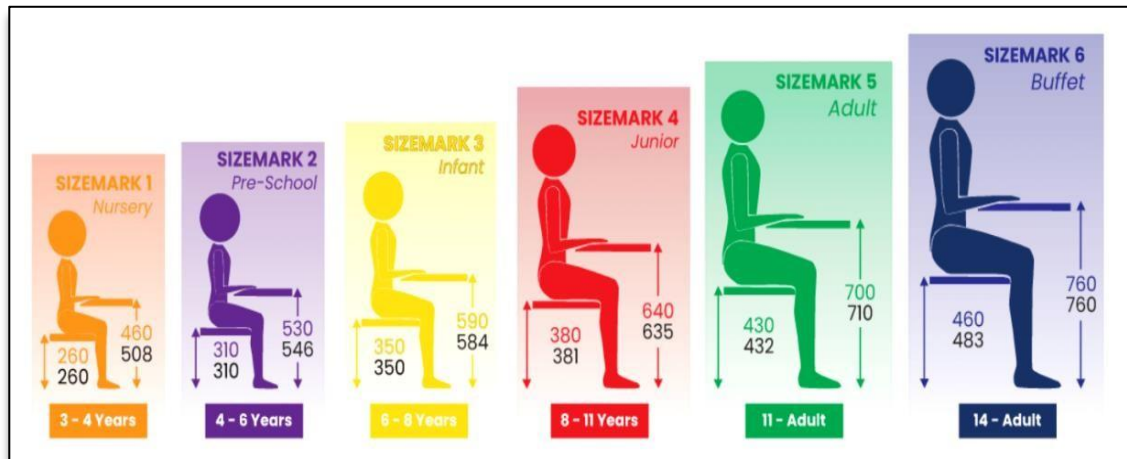 SIZEMARK 1
Nursery
260
260
460
508
3 - 4 Years
SIZEMARK 2
Pre-School
310
310
530
546
4 - 6 Years
SIZEMARK 3
Infant
350
350
590
584
6 - 8 Years
SIZEMARK 4
Junior
380
381
640
635
8 - 11 Years
SIZEMARK 5
Adult
430
432
700
710
11 - Adult
SIZEMARK 6
Buffet
460
483
760
760
14 - Adult